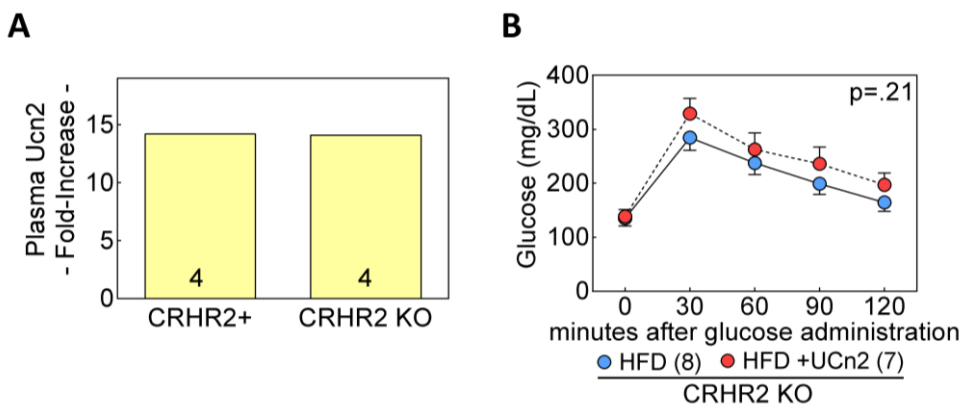 A
Plasma Ucn2
- Fold-Increase -
15
10
5
0
4
4
CRHR2+
CRHR2 KO
B
Glucose (mg/dL)
400
300
200
100
0
p=.21
0 30 60 90 120
minutes after glucose administration
HFD (8) HFD +UCn2 (7)
CRHR2 KO